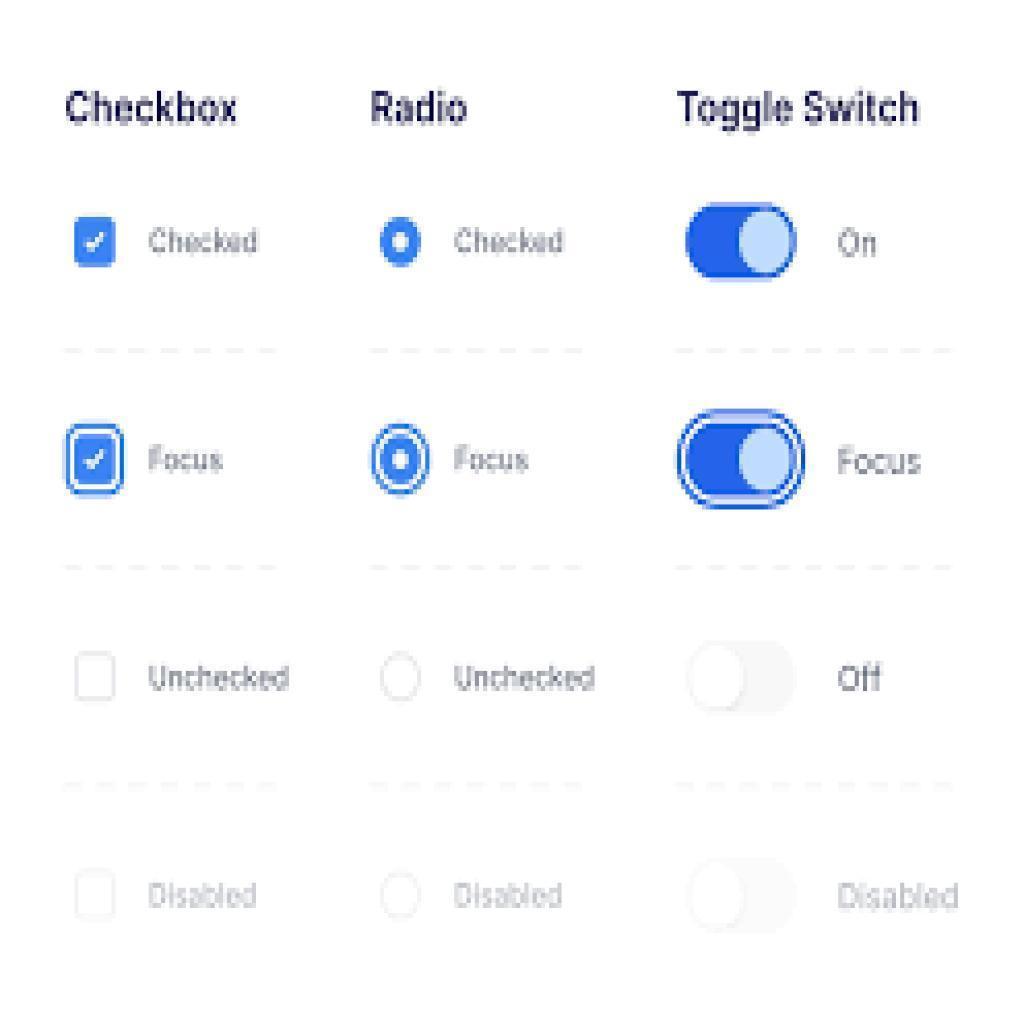 Checkbox Radio Toggle Switch
Checked Checked On
Focus Focus Focus
Unchecked Unchecked Off
Disabled Disabled Disabled